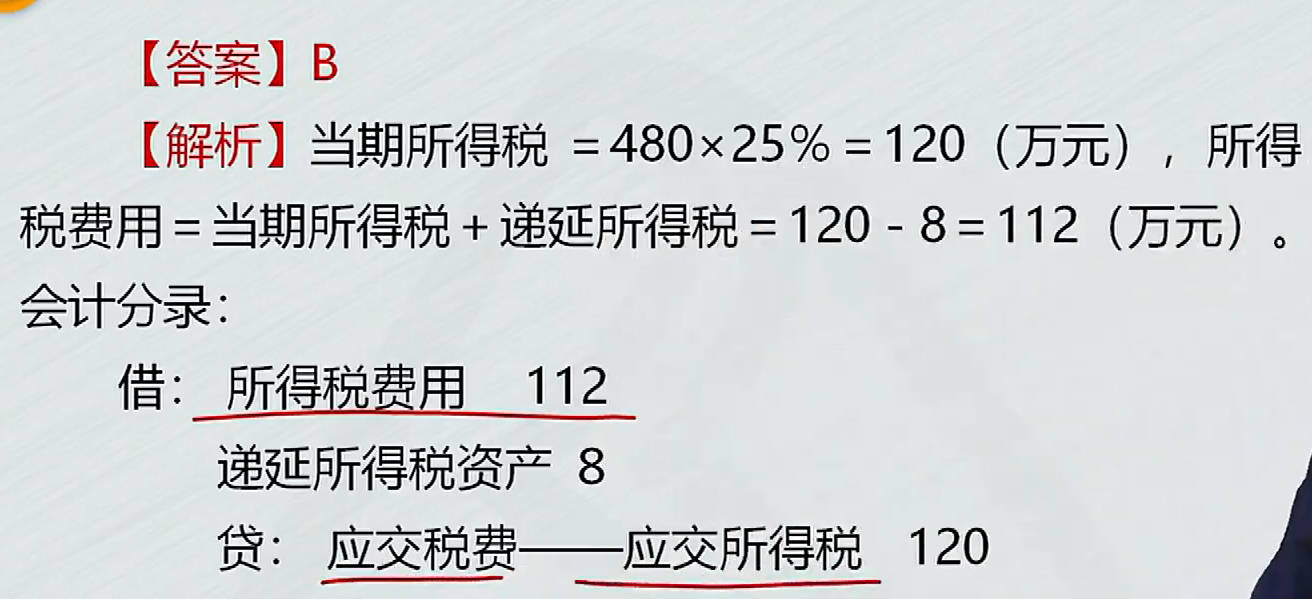 【答案】B
【解析】当期所得税 =480×25%=120（万元），所得
税费用=当期所得税+递延所得税=120-8=112（万元）。
会计分录：
借： 所得税费用 112
递延所得税资产 8
贷： 应交税费——应交所得税 120